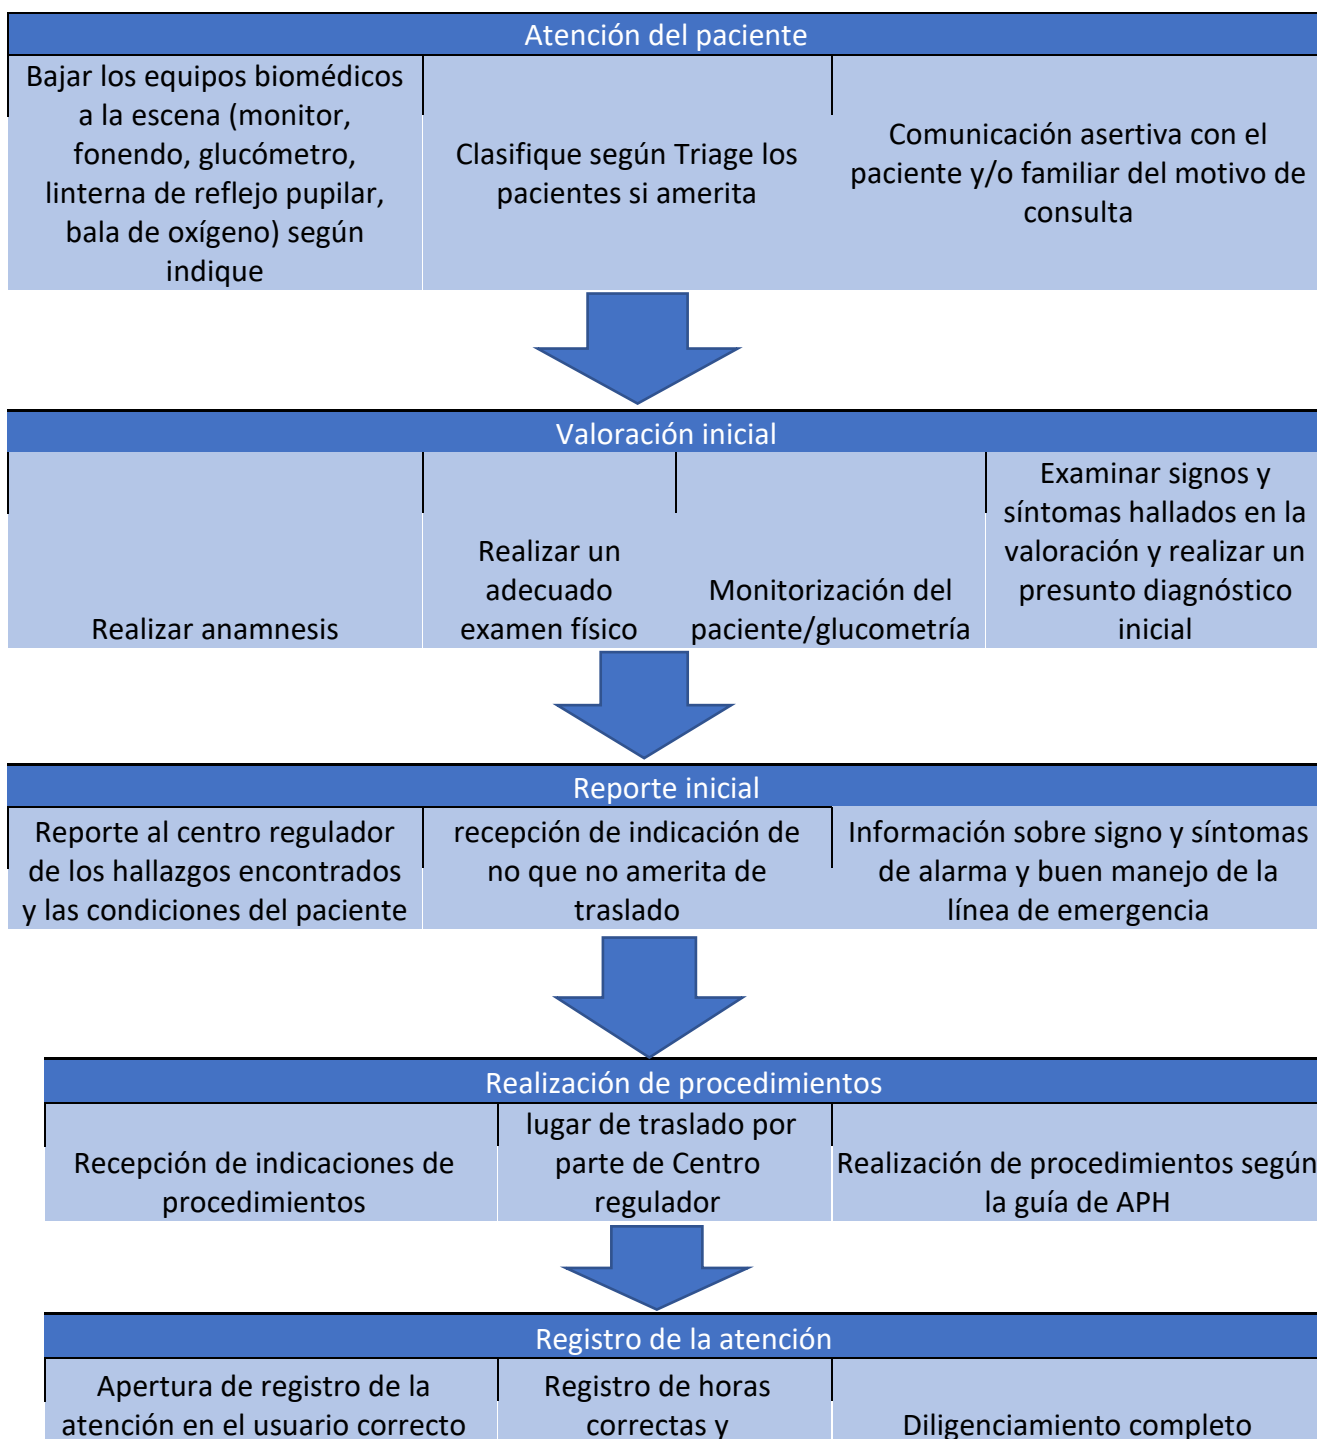 Atención del paciente
Bajar los equipos biomédicos
a la escena (monitor,
fonendo, glucómetro,
linterna de reflejo pupilar,
bala de oxígeno) según
indique
Clasifique según Triage los
pacientes si amerita
Comunicación asertiva con el
paciente y/o familiar del motivo de
consulta
Valoración inicial
Realizar anamnesis
Realizar un
adecuado
examen físico
Monitorización del
paciente/glucometría
Examinar signos y
síntomas hallados en la
valoración y realizar un
presunto diagnóstico
inicial
Reporte inicial
Reporte al centro regulador
de los hallazgos encontrados
y las condiciones del paciente
recepción de indicación de
no que no amerita de
traslado
Información sobre signo y síntomas
de alarma y buen manejo de la
línea de emergencia
Realización de procedimientos
Recepción de indicaciones de
procedimientos
lugar de traslado por
parte de Centro
regulador
Realización de procedimientos según
la guía de APH
Registro de la atención
Apertura de registro de la
atención en el usuario correcto
Registro de horas
correctas y
Diligenciamiento completo